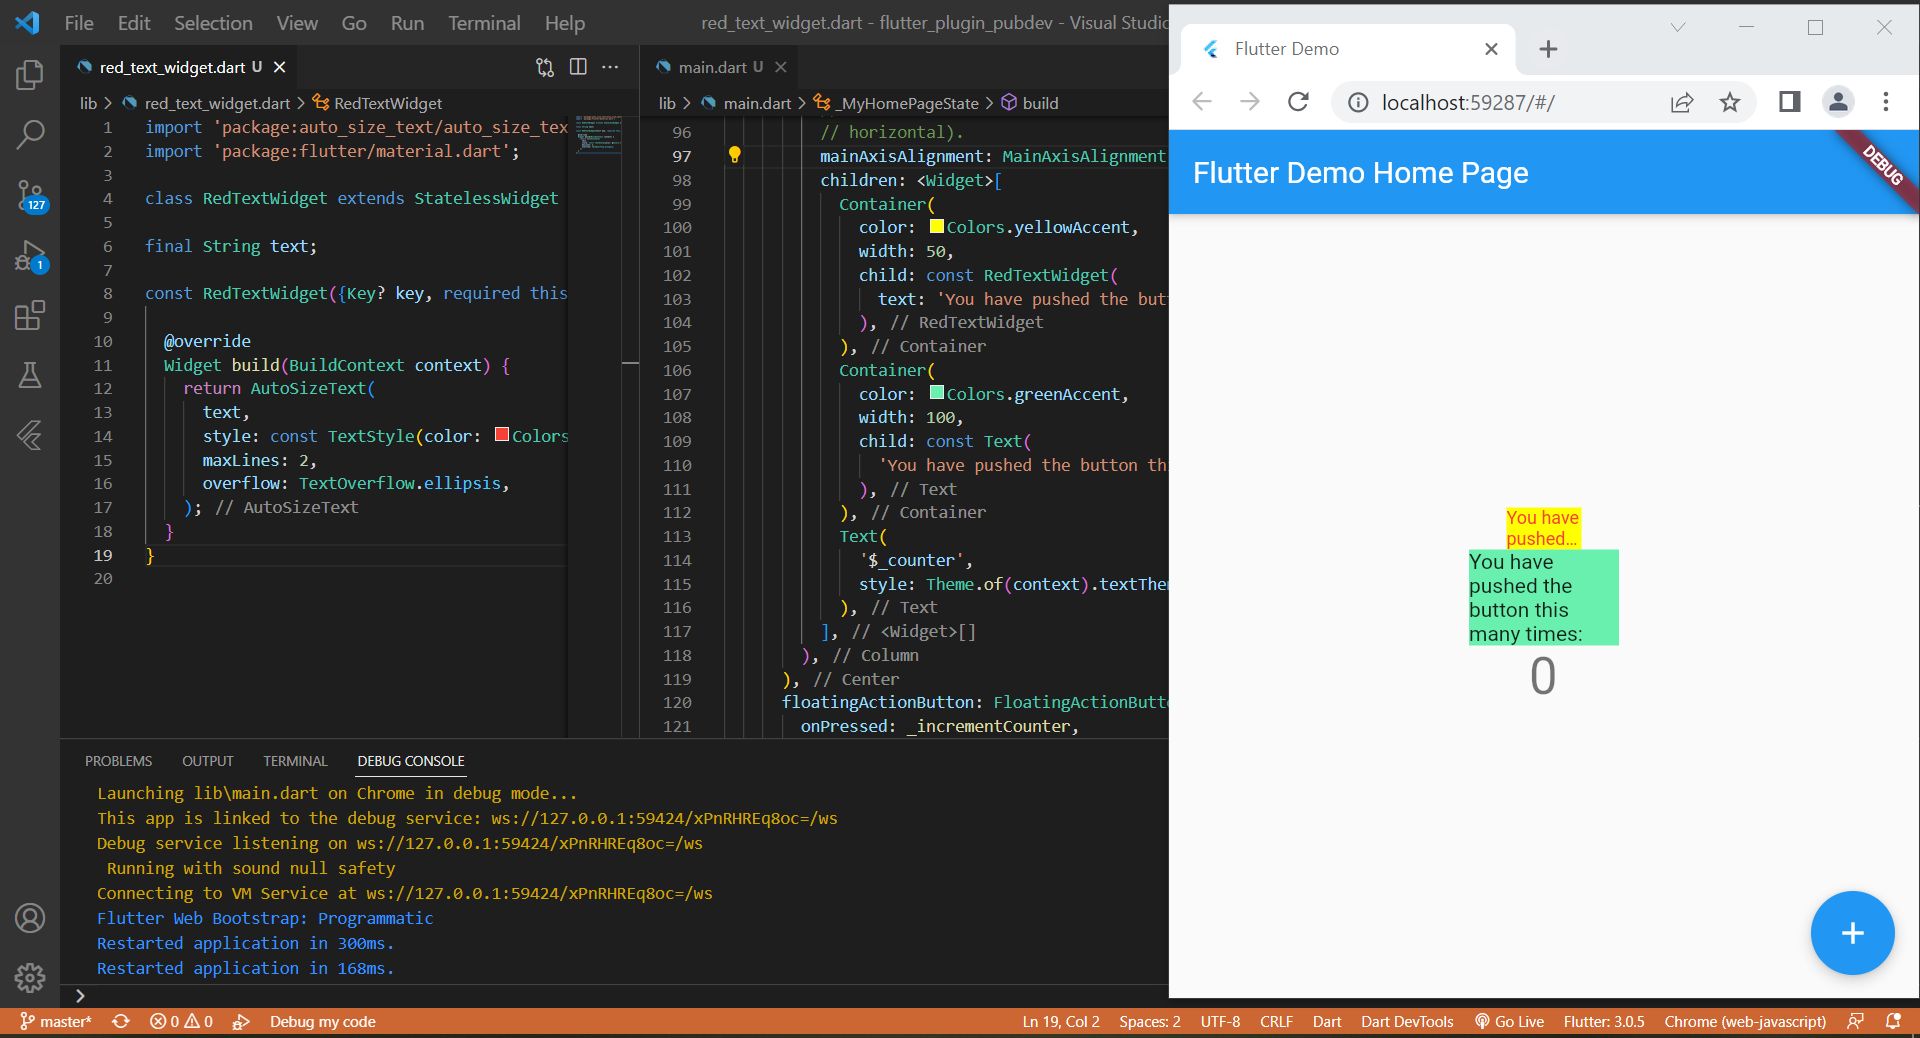 File Edit Selection View Go Run Terminal Help
red_text_widget.dart - flutter_plugin_pubdev - Visual Studio
127
1
red_text_widget.dart U
lib > red_text_widget.dart > RedTextWidget
1 import 'package:auto_size_text/auto_size_tex
2 import 'package:flutter/material.dart';
3
4 class RedTextWidget extends StatelessWidget
5
6 final String text;
7
8 const RedTextWidget({Key? key, required this
9
10 @override
11 Widget build(BuildContext context) {
12 return AutoSizeText(
13 text,
14 style: const TextStyle(color: Colors
15 maxLines: 2,
16 overflow: TextOverflow.ellipsis,
17 ); // AutoSizeText
18 }
19 }
20
main.dart U
lib > main.dart > _MyHomePageState > build
96 // horizontal).
97 mainAxisAlignment: MainAxisAlignment
98 children: <Widget>[
99 Container(
100 color: Colors.yellowAccent,
101 width: 50,
102 child: const RedTextWidget(
103 text: 'You have pushed the but
104 ), // RedTextWidget
105 ), // Container
106 Container(
107 color: Colors.greenAccent,
108 width: 100,
109 child: const Text(
110 'You have pushed the button th
111 ), // Text
112 ), // Container
113 Text(
114 '$_counter',
115 style: Theme.of(context).textThe
116 ), // Text
117 ], // <Widget>[]
118 ), // Column
119 ), // Center
120 floatingActionButton: FloatingActionButt
121 onPressed: _incrementCounter,
PROBLEMS OUTPUT TERMINAL DEBUG CONSOLE
Launching lib\main.dart on Chrome in debug mode...
This app is linked to the debug service: ws://127.0.0.1:59424/xPnRHREq8oc=/ws
Debug service listening on ws://127.0.0.1:59424/xPnRHREq8oc=/ws
Running with sound null safety
Connecting to VM Service at ws://127.0.0.1:59424/xPnRHREq8oc=/ws
Flutter Web Bootstrap: Programmatic
Restarted application in 300ms.
Restarted application in 168ms.
>
Flutter Demo
localhost:59287/#/
Flutter Demo Home Page
DEBUG
You have
pushed...
You have
pushed the
button this
many times:
0
+
master* 0 0 Debug my code Ln 19, Col 2 Spaces: 2 UTF-8 CRLF Dart Dart DevTools Go Live Flutter: 3.0.5 Chrome (web-javascript)